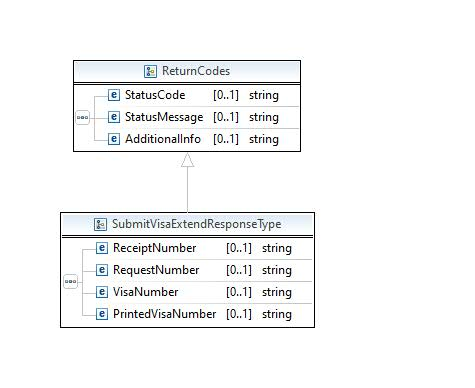 ReturnCodes
e StatusCode [0..1] string
e StatusMessage [0..1] string
e AdditionalInfo [0..1] string
SubmitVisaExtendResponseType
e ReceiptNumber [0..1] string
e RequestNumber [0..1] string
e VisaNumber [0..1] string
e PrintedVisaNumber [0..1] string